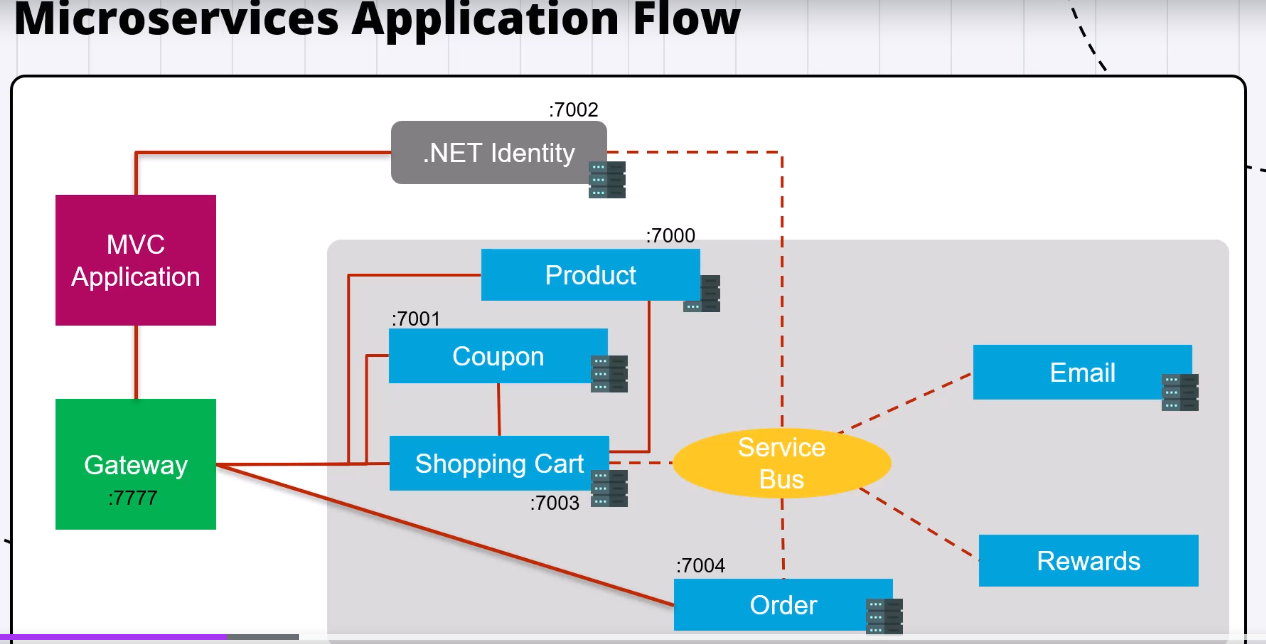 Microservices Application Flow
:7002
.NET Identity
MVC
Application
:7000
Product
:7001
Coupon
Email
Gateway
:7777
Shopping Cart
:7003
Service
Bus
Rewards
:7004
Order